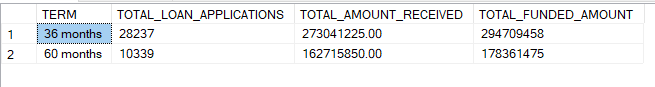 TERM TOTAL_LOAN_APPLICATIONS TOTAL_AMOUNT_RECEIVED TOTAL_FUNDED_AMOUNT
1 36 months 28237 273041225.00 294709458
2 60 months 10339 162715850.00 178361475